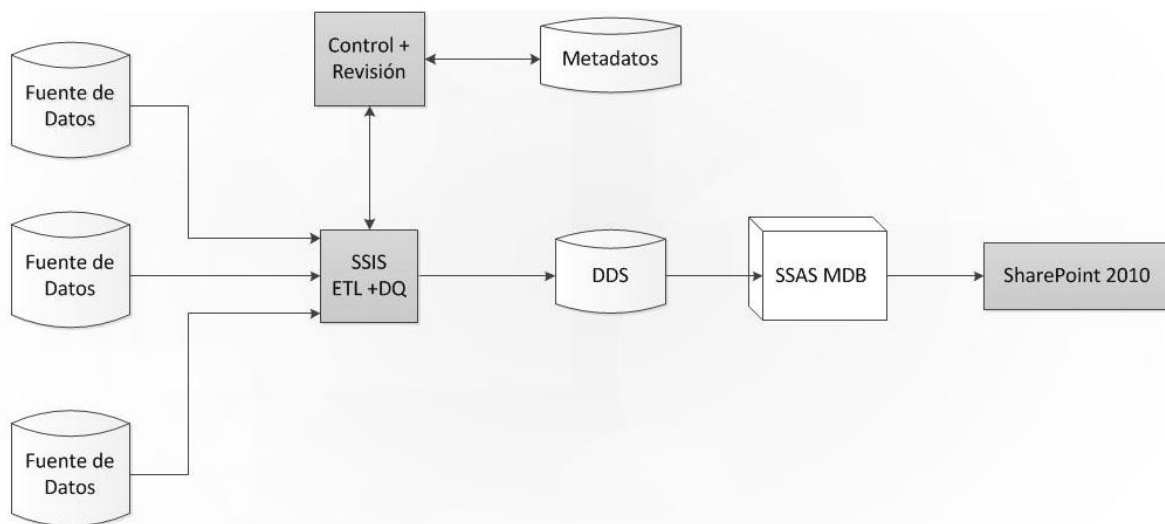 Control +
Revisión
Metadatos
Fuente de
Datos
Fuente de
Datos
SSIS
ETL +DQ
DDS
SSAS MDB
SharePoint 2010
Fuente de
Datos